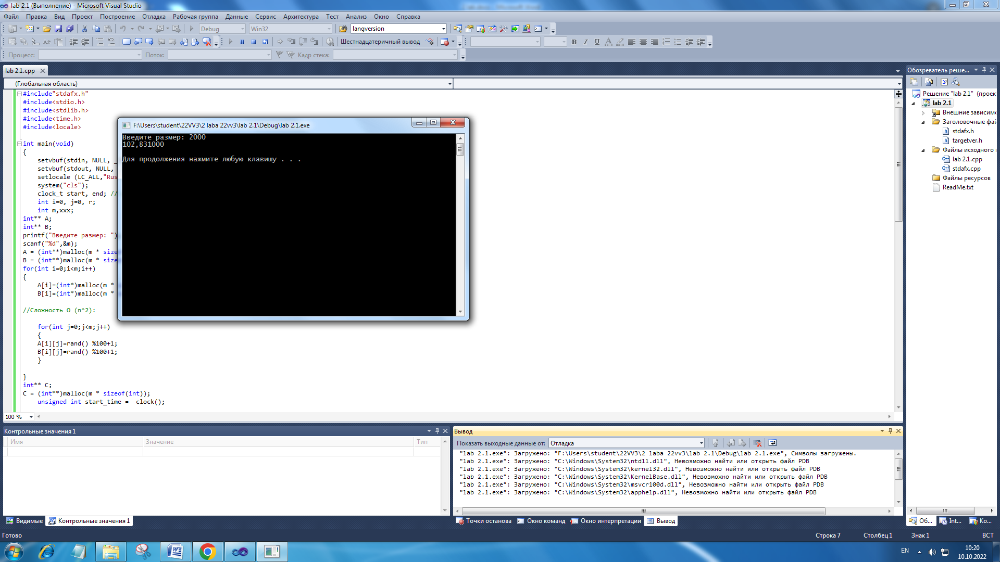 lab 2.1 (Выполнение) - Microsoft Visual Studio
Файл Правка Вид Проект Построение Отладка Рабочая группа Данные Сервис Архитектура Тест Анализ Окно Справка
Debug Win32 langversion
Шестнадцатеричный вывод
Процесс: Поток: Кадр стека:
lab 2.1.cpp
(Глобальная область)
#include"stdafx.h"
#include<stdio.h>
#include<stdlib.h>
#include<time.h>
#include<locale>
int main(void)
{
setvbuf(stdin, NULL, _
setvbuf(stdout, NULL,
setlocale (LC_ALL,"Rus
system("cls");
clock_t start, end; //
int i=0, j=0, r;
int m,xxx;
int** A;
int** B;
printf("Введите размер: ")
scanf("%d",&m);
A = (int**)malloc(m * size
B = (int**)malloc(m * size
for(int i=0;i<m;i++)
{
A[i]=(int*)malloc(m *
B[i]=(int*)malloc(m *
//Сложность O (n^2):
for(int j=0;j<m;j++)
{
A[i][j]=rand() %100+1;
B[i][j]=rand() %100+1;
}
}
int** C;
C = (int**)malloc(m * sizeof(int));
unsigned int start_time =  clock();
100 %
F:\Users\student\22VV3\2 laba 22vv3\lab 2.1\Debug\lab 2.1.exe
Введите размер: 2000
102,831000
Для продолжения нажмите любую клавишу . . .
Обозреватель реше...
Решение "lab 2.1" (проек
lab 2.1
Внешние зависимо
Заголовочные фай
stdafx.h
targetver.h
Файлы исходного к
lab 2.1.cpp
stdafx.cpp
Файлы ресурсов
ReadMe.txt
Контрольные значения 1
Имя Значение Тип
Видимые Контрольные значения 1
Вывод
Показать выходные данные от: Отладка
"lab 2.1.exe": Загружено: "F:\Users\student\22VV3\2 laba 22vv3\lab 2.1\Debug\lab 2.1.exe", Символы загружены.
"lab 2.1.exe": Загружено: "C:\Windows\System32\ntdll.dll", Невозможно найти или открыть файл PDB
"lab 2.1.exe": Загружено: "C:\Windows\System32\kernel32.dll", Невозможно найти или открыть файл PDB
"lab 2.1.exe": Загружено: "C:\Windows\System32\KernelBase.dll", Невозможно найти или открыть файл PDB
"lab 2.1.exe": Загружено: "C:\Windows\System32\msvcr100d.dll", Невозможно найти или открыть файл PDB
"lab 2.1.exe": Загружено: "C:\Windows\System32\apphelp.dll", Невозможно найти или открыть файл PDB
Точки останова Окно команд Окно интерпретации Вывод
Об... Int... Ко...
Готово Строка 7 Столбец 1 Знак 1 ВСТ
EN 10:20
10.10.2022